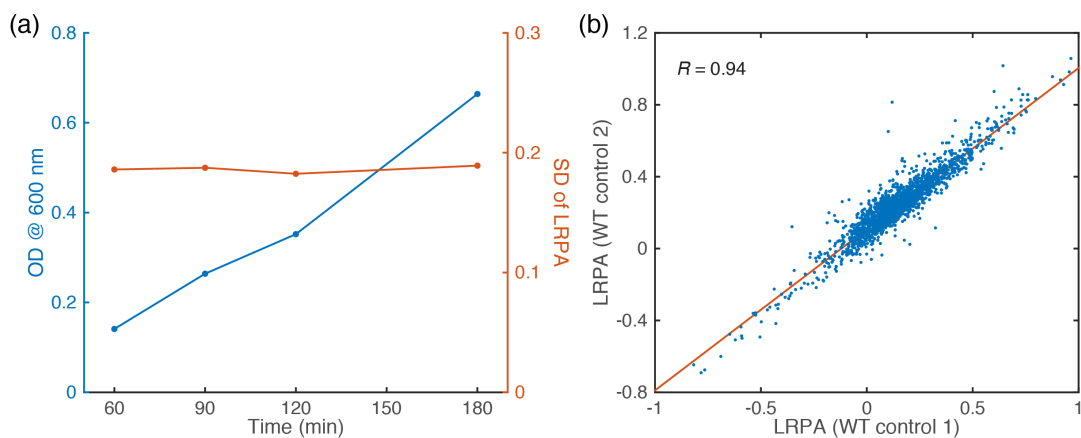 (a)
0.8
0.6
0.4
0.2
0
OD @ 600 nm
0.3
0.2
0.1
0
SD of LRPA
60 90 120 150 180
Time (min)
(b)
R = 0.94
1.2
0.8
0.4
0
-0.4
-0.8
LRPA (WT control 2)
-1 -0.5 0 0.5 1
LRPA (WT control 1)